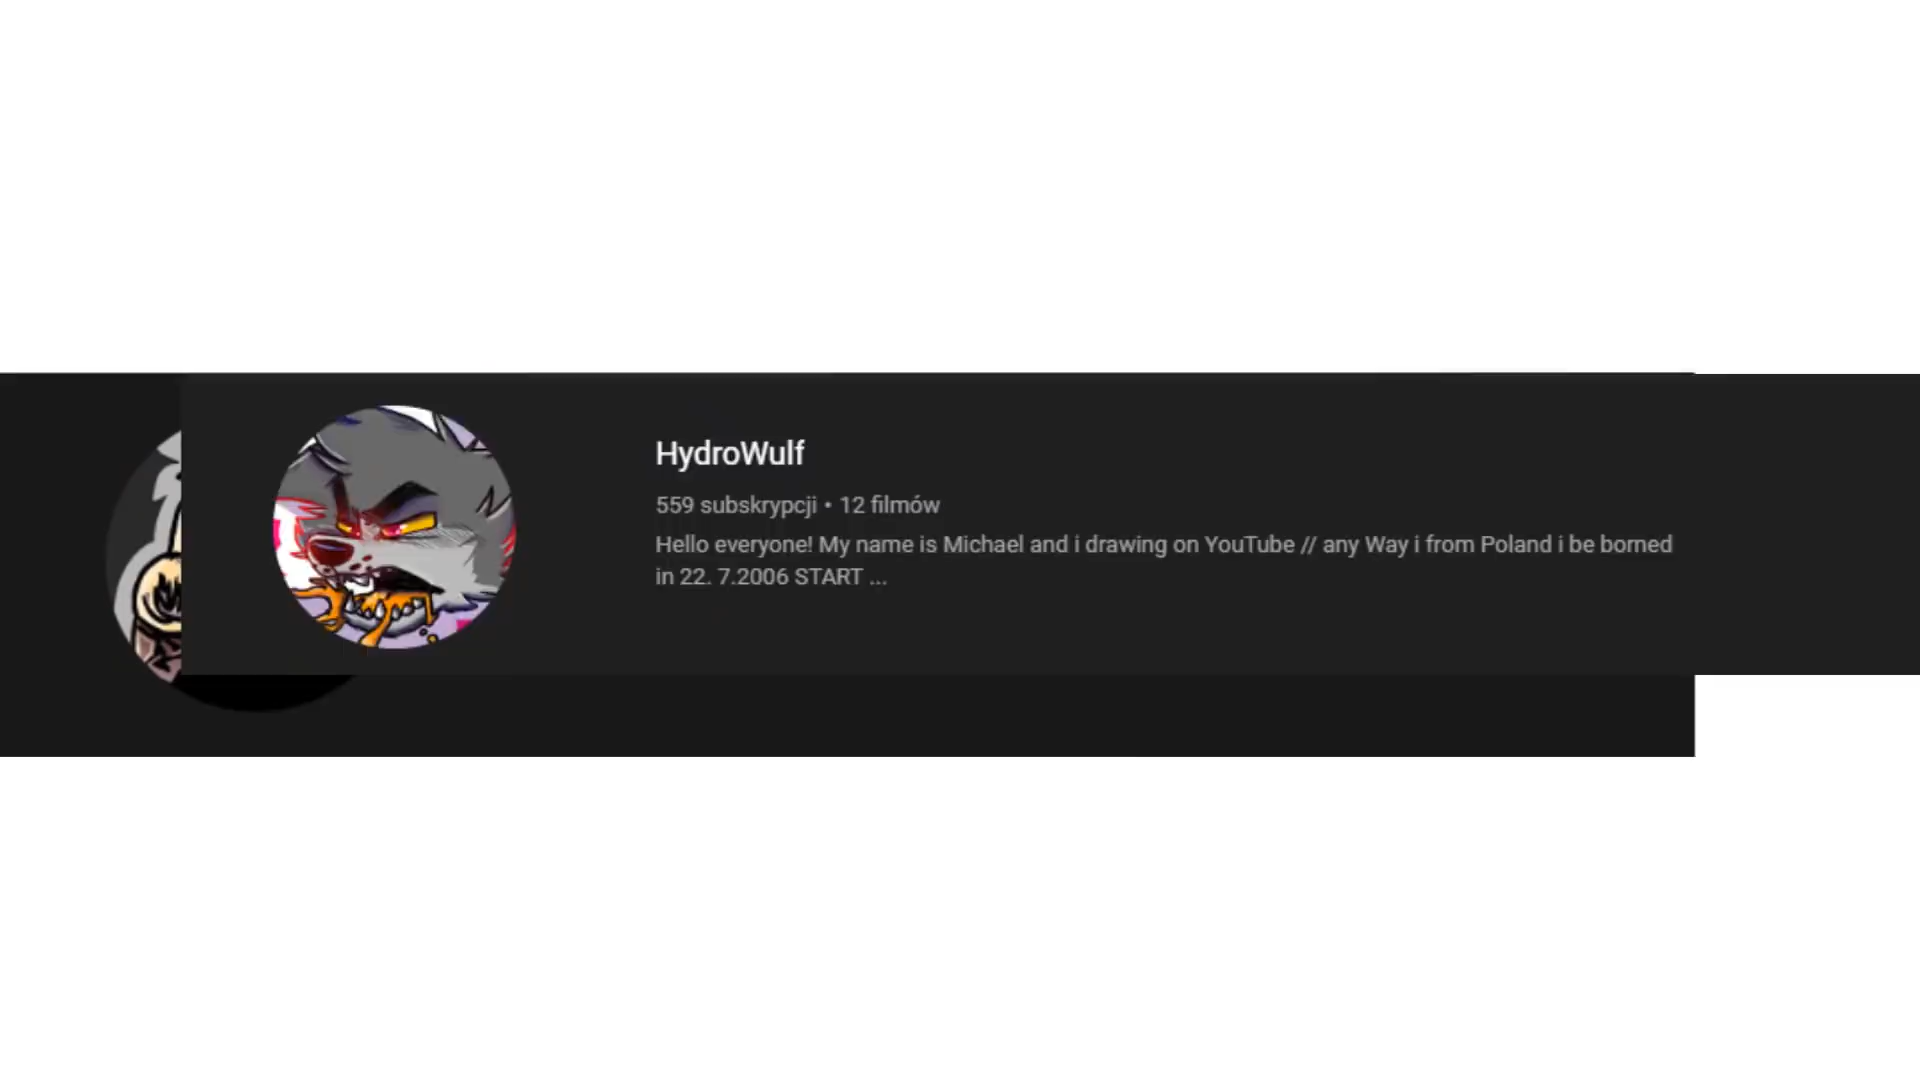 HydroWulf
559 subskrypcji • 12 filmów
Hello everyone! My name is Michael and i drawing on YouTube // any Way i from Poland i be borned
in 22. 7.2006 START ...